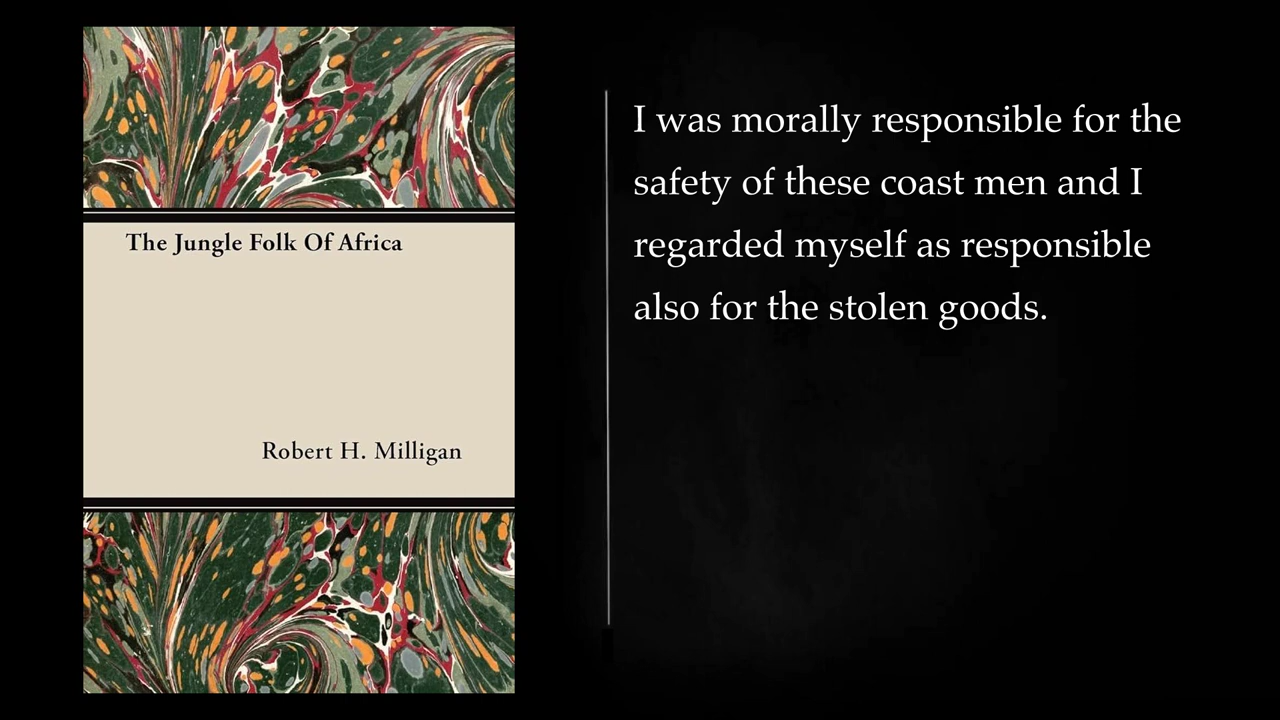 The Jungle Folk Of Africa
Robert H. Milligan
I was morally responsible for the
safety of these coast men and I
regarded myself as responsible
also for the stolen goods.